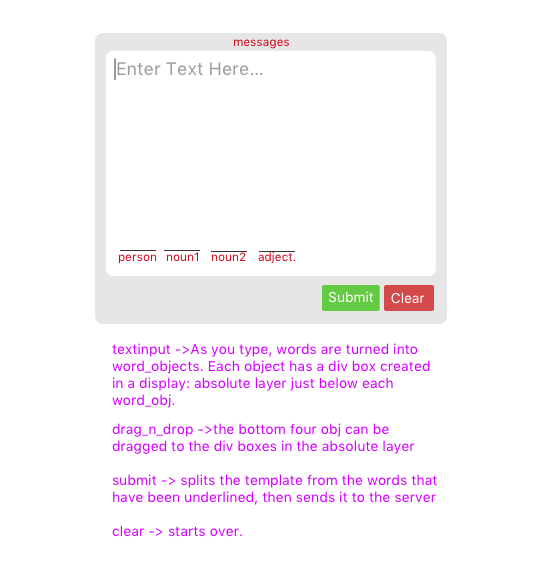 messages
Enter Text Here...
person noun1 noun2 adject.
Submit Clear
textinput ->As you type, words are turned into
word_objects. Each object has a div box created
in a display: absolute layer just below each
word_obj.
drag_n_drop ->the bottom four obj can be
dragged to the div boxes in the absolute layer
submit -> splits the template from the words that
have been underlined, then sends it to the server
clear -> starts over.